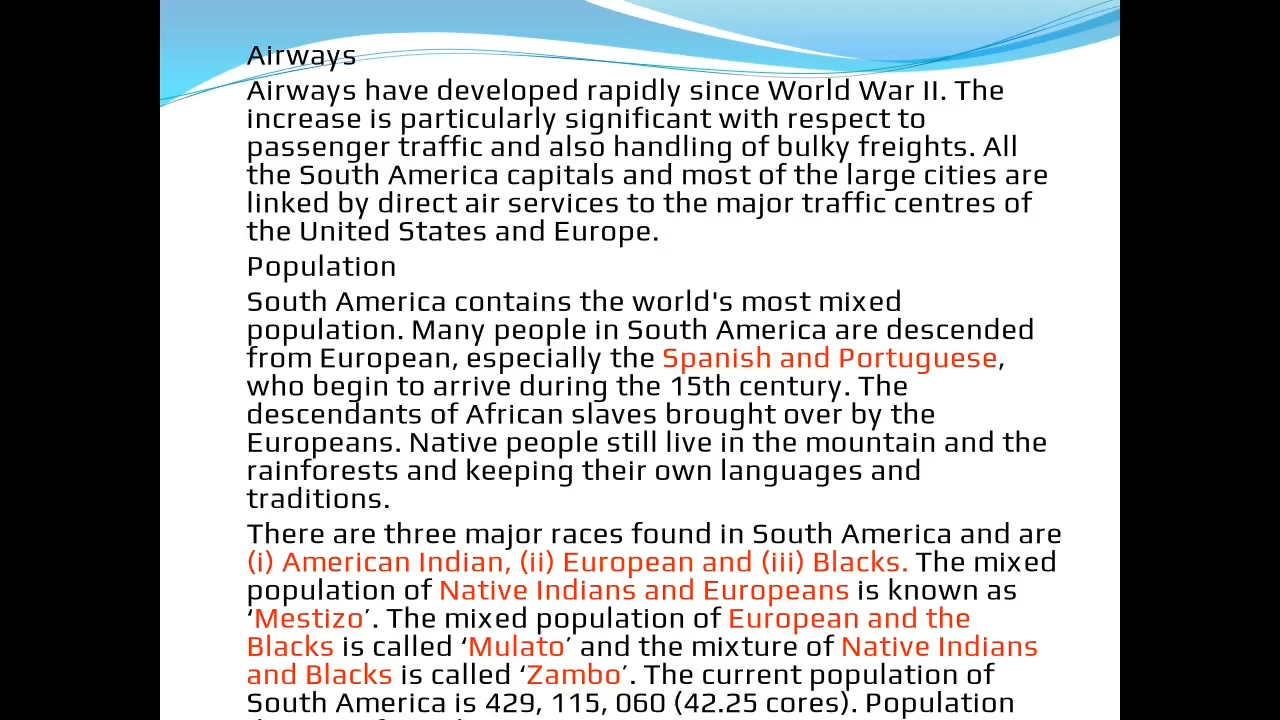 Airways
Airways have developed rapidly since World War II. The
increase is particularly significant with respect to
passenger traffic and also handling of bulky freights. All
the South America capitals and most of the large cities are
linked by direct air services to the major traffic centres of
the United States and Europe.
Population
South America contains the world's most mixed
population. Many people in South America are descended
from European, especially the Spanish and Portuguese,
who begin to arrive during the 15th century. The
descendants of African slaves brought over by the
Europeans. Native people still live in the mountain and the
rainforests and keeping their own languages and
traditions.
There are three major races found in South America and are
(i) American Indian, (ii) European and (iii) Blacks. The mixed
population of Native Indians and Europeans is known as
‘Mestizo’. The mixed population of European and the
Blacks is called ‘Mulato’ and the mixture of Native Indians
and Blacks is called ‘Zambo’. The current population of
South America is 429, 115, 060 (42.25 cores). Population